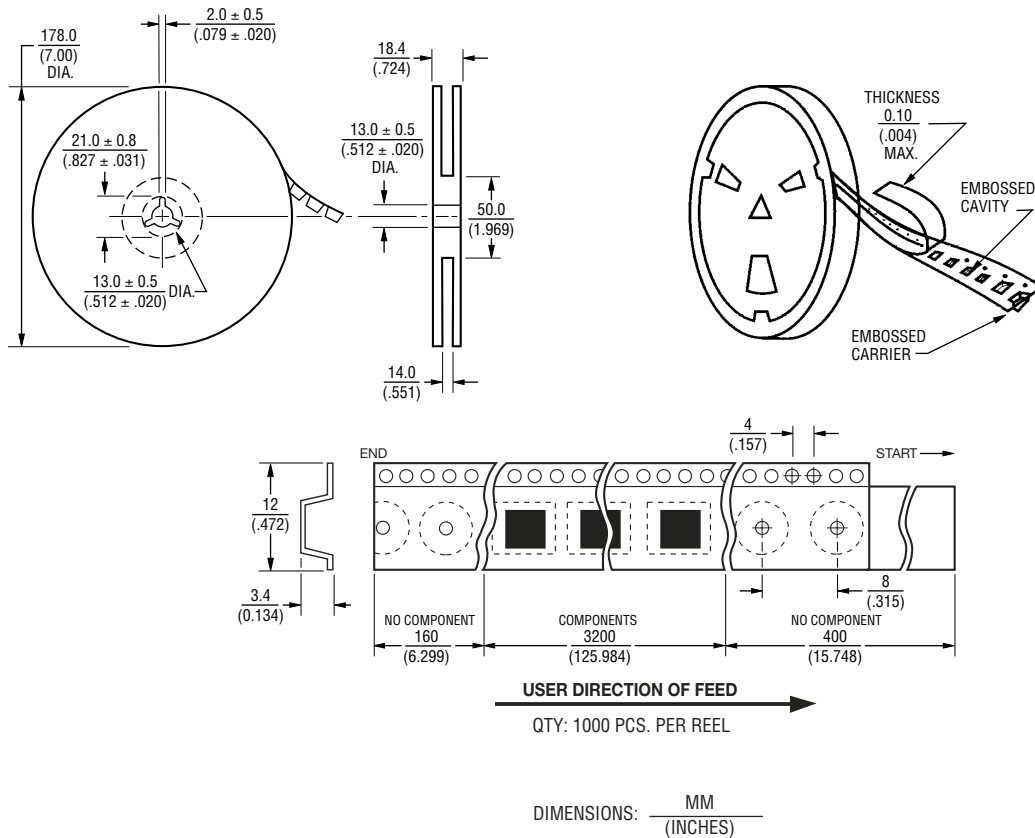 178.0
(7.00)
DIA.
2.0 ± 0.5
(.079 ± .020)
21.0 ± 0.8
(.827 ± .031)
13.0 ± 0.5
(.512 ± .020)
DIA.
18.4
(.724)
13.0 ± 0.5
(.512 ± .020)
DIA.
50.0
(1.969)
14.0
(.551)
THICKNESS
0.10
(.004)
MAX.
EMBOSSED
CAVITY
EMBOSSED
CARRIER
END
4
(.157)
START
12
(.472)
3.4
(0.134)
8
(.315)
NO COMPONENT
160
(6.299)
COMPONENTS
3200
(125.984)
NO COMPONENT
400
(15.748)
USER DIRECTION OF FEED
QTY: 1000 PCS. PER REEL
DIMENSIONS:
MM
(INCHES)